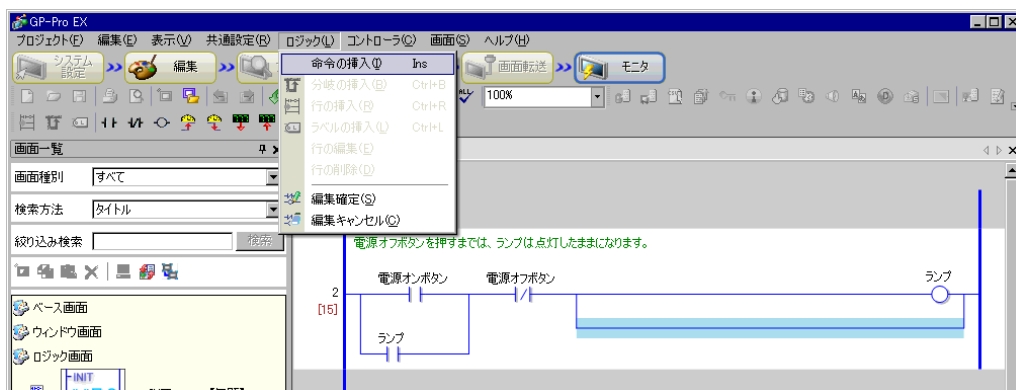 GP-Pro EX
プロジェクト(F) 編集(E) 表示(V) 共通設定(R) ロジック(L) コントローラ(C) 画面(S) ヘルプ(H)
システム設定 編集 画面転送 モニタ
命令の挿入(I) Ins
分岐の挿入(B) Ctrl+B
行の挿入(R) Ctrl+R
ラベルの挿入(L) Ctrl+L
行の編集(E)
行の削除(D)
編集確定(S)
編集キャンセル(C)
100%
画面一覧
画面種別 すべて
検索方法 タイトル
絞り込み検索 検索
ベース画面
ウィンドウ画面
ロジック画面
INIT
電源オフボタンを押すまでは、ランプは点灯したままになります。
電源オンボタン 電源オフボタン ランプ
2
[15]
ランプ